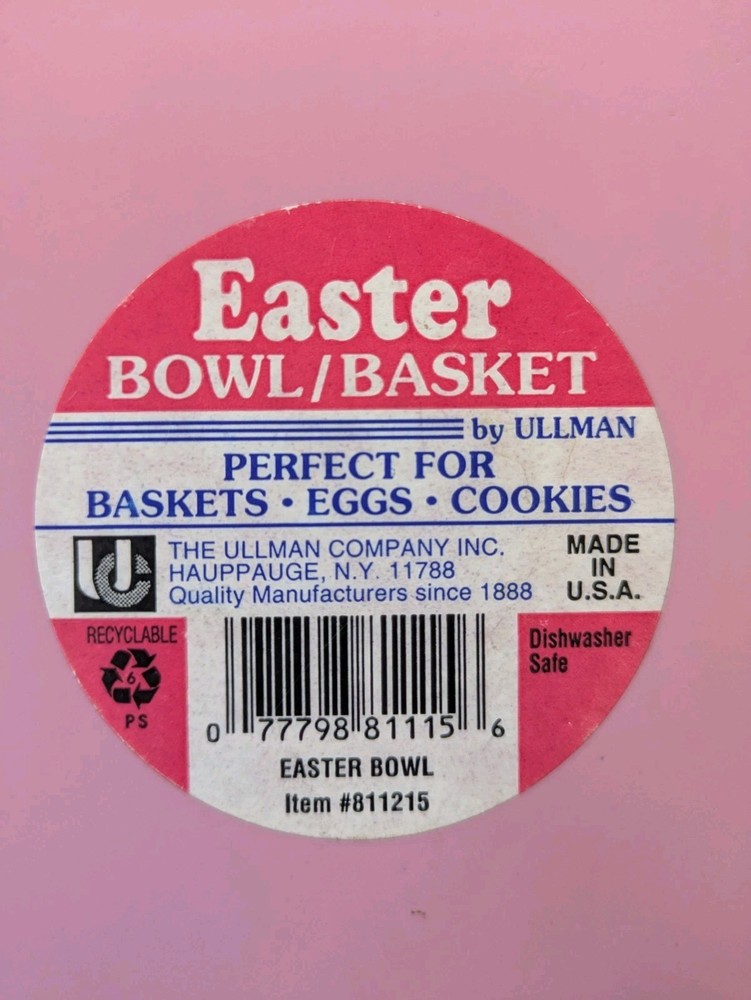 Easter
BOWL/BASKET
by ULLMAN
PERFECT FOR
BASKETS • EGGS • COOKIES
UC
THE ULLMAN COMPANY INC.
HAUPPAUGE, N.Y. 11788
Quality Manufacturers since 1888
MADE
IN
U.S.A.
RECYCLABLE
6
PS
Dishwasher
Safe
0 77798 81115 6
EASTER BOWL
Item #811215